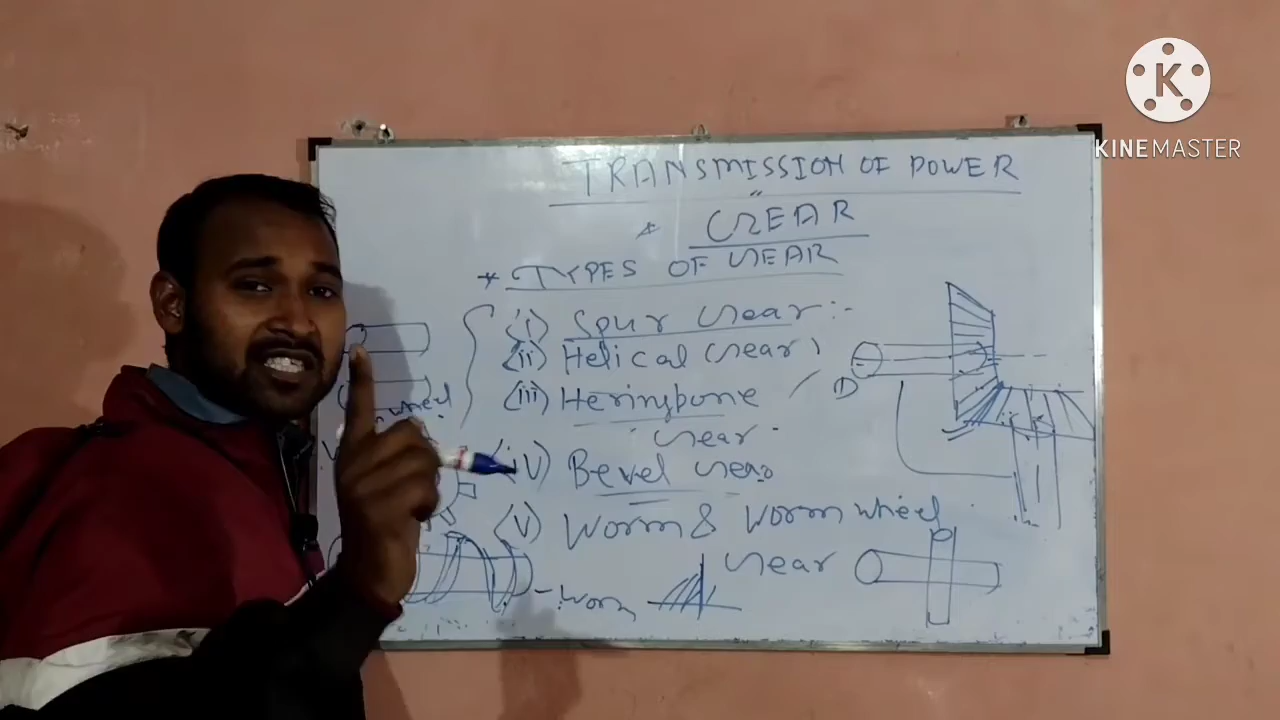 KINEMASTER
TRANSMISSION OF POWER
* GEAR
* TYPES OF GEAR
(i) Spur Gear :-
(ii) Helical Gear
(iii) Heringbone
Gear
(iv) Bevel Gear
(v) Worm & Worm wheel
Gear
D
wheel
- Worm